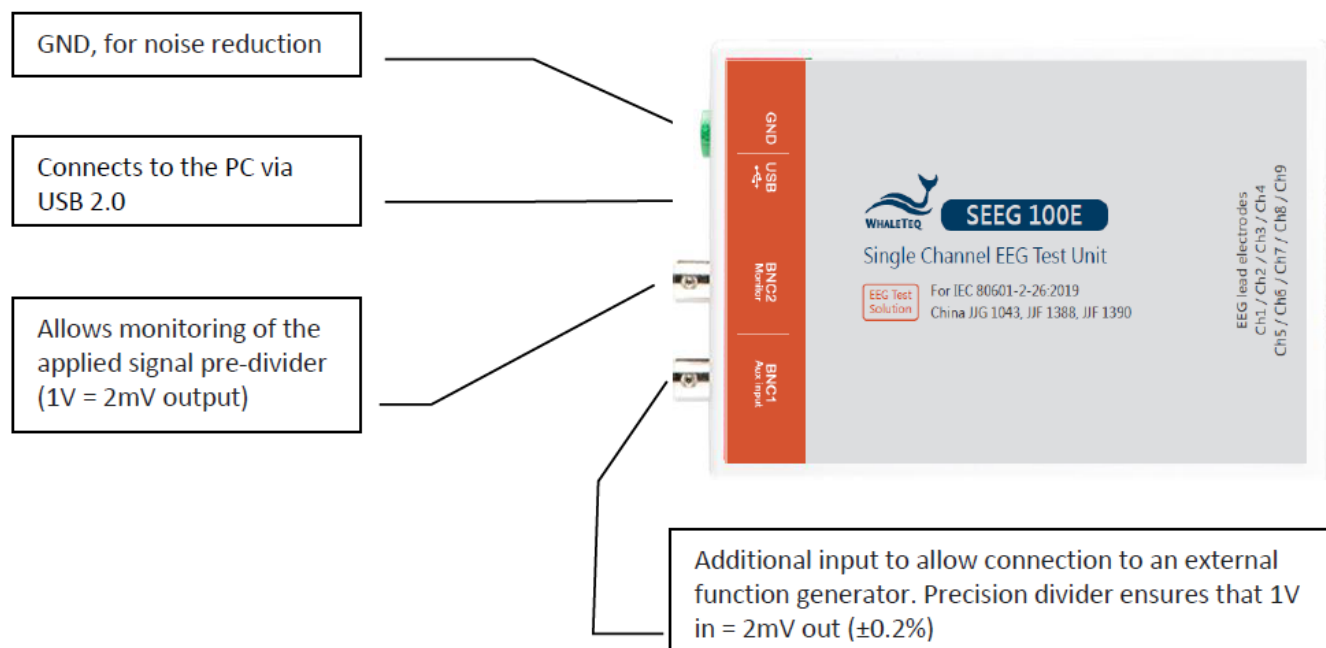 GND, for noise reduction
Connects to the PC via
USB 2.0
Allows monitoring of the
applied signal pre-divider
(1V = 2mV output)
GND
USB
BNC2
Monitor
BNC1
Aux input
WHALETEQ
SEEG 100E
Single Channel EEG Test Unit
EEG Test
Solution
For IEC 80601-2-26:2019
China JJG 1043, JJF 1388, JJF 1390
EEG lead electrodes
Ch1 / Ch2 / Ch3 / Ch4
Ch5 / Ch6 / Ch7 / Ch8 / Ch9
Additional input to allow connection to an external
function generator. Precision divider ensures that 1V
in = 2mV out (±0.2%)